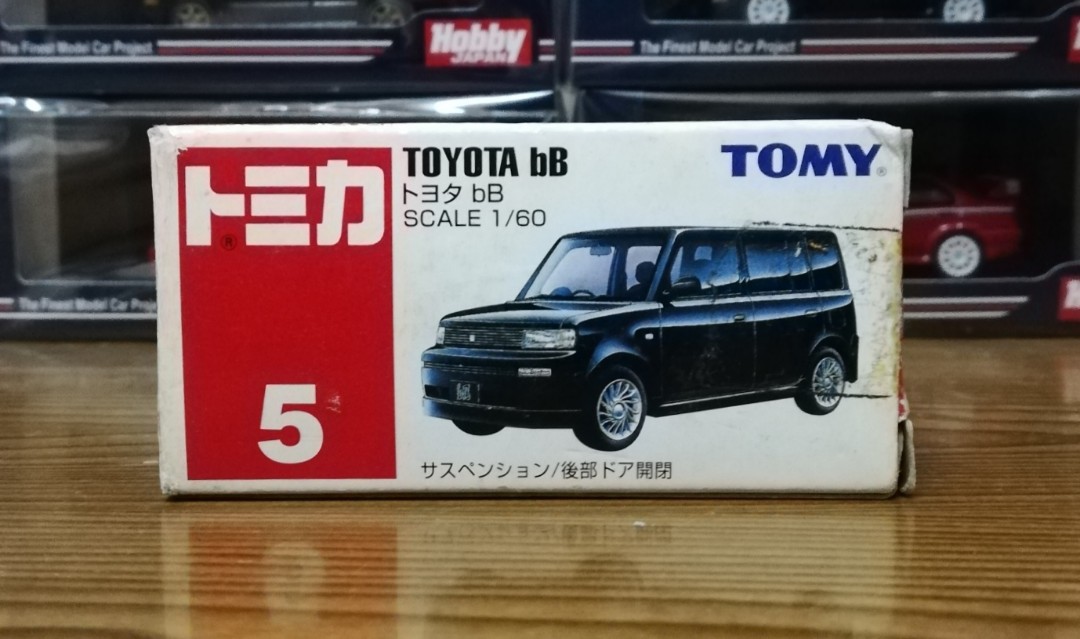 The Finest Model Car Project
Hobby
JAPAN
The Finest Model Car Project
トミカ
®
TOYOTA bB
トヨタ bB
SCALE 1/60
TOMY®
5
サスペンション/後部ドア開閉
The Finest Model Car